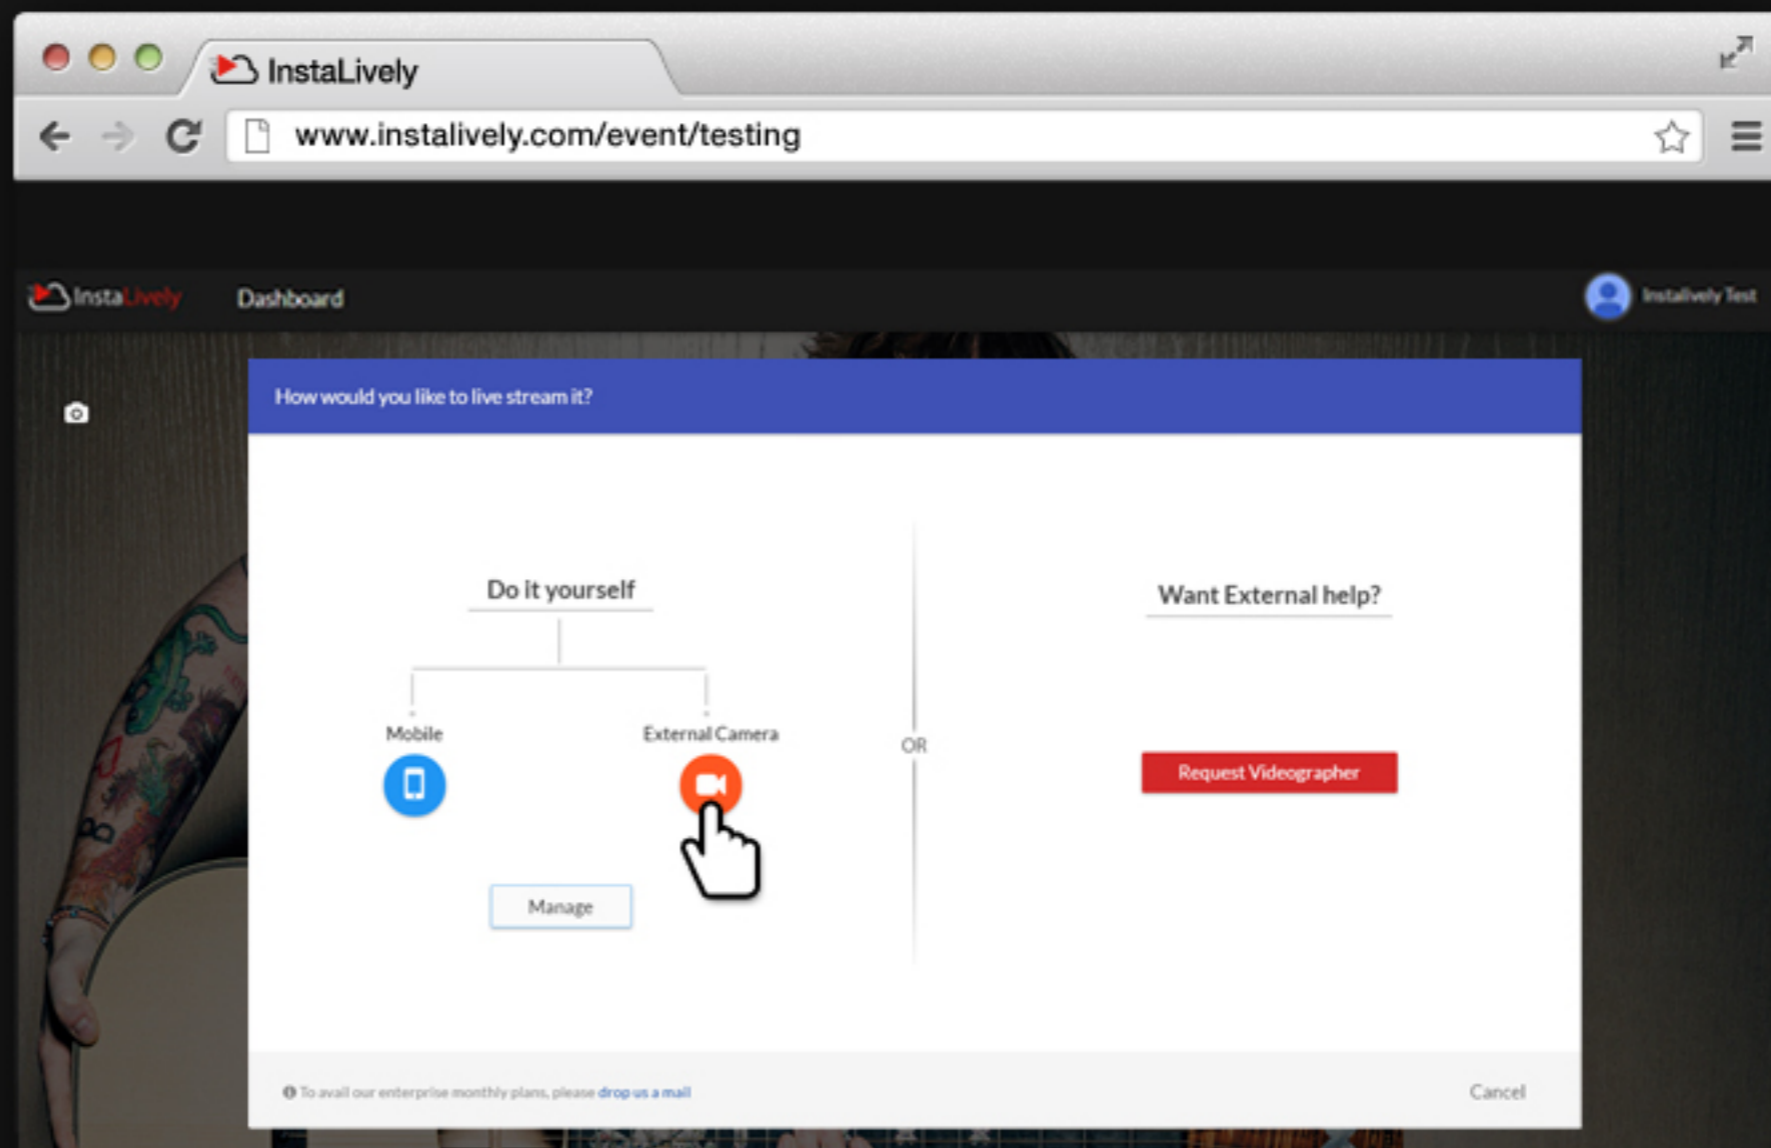 InstaLively
www.instalively.com/event/testing
InstaLively
Dashboard
Instalively Test
How would you like to live stream it?
Do it yourself
Want External help?
Mobile
External Camera
OR
Request Videographer
Manage
To avail our enterprise monthly plans, please drop us a mail
Cancel